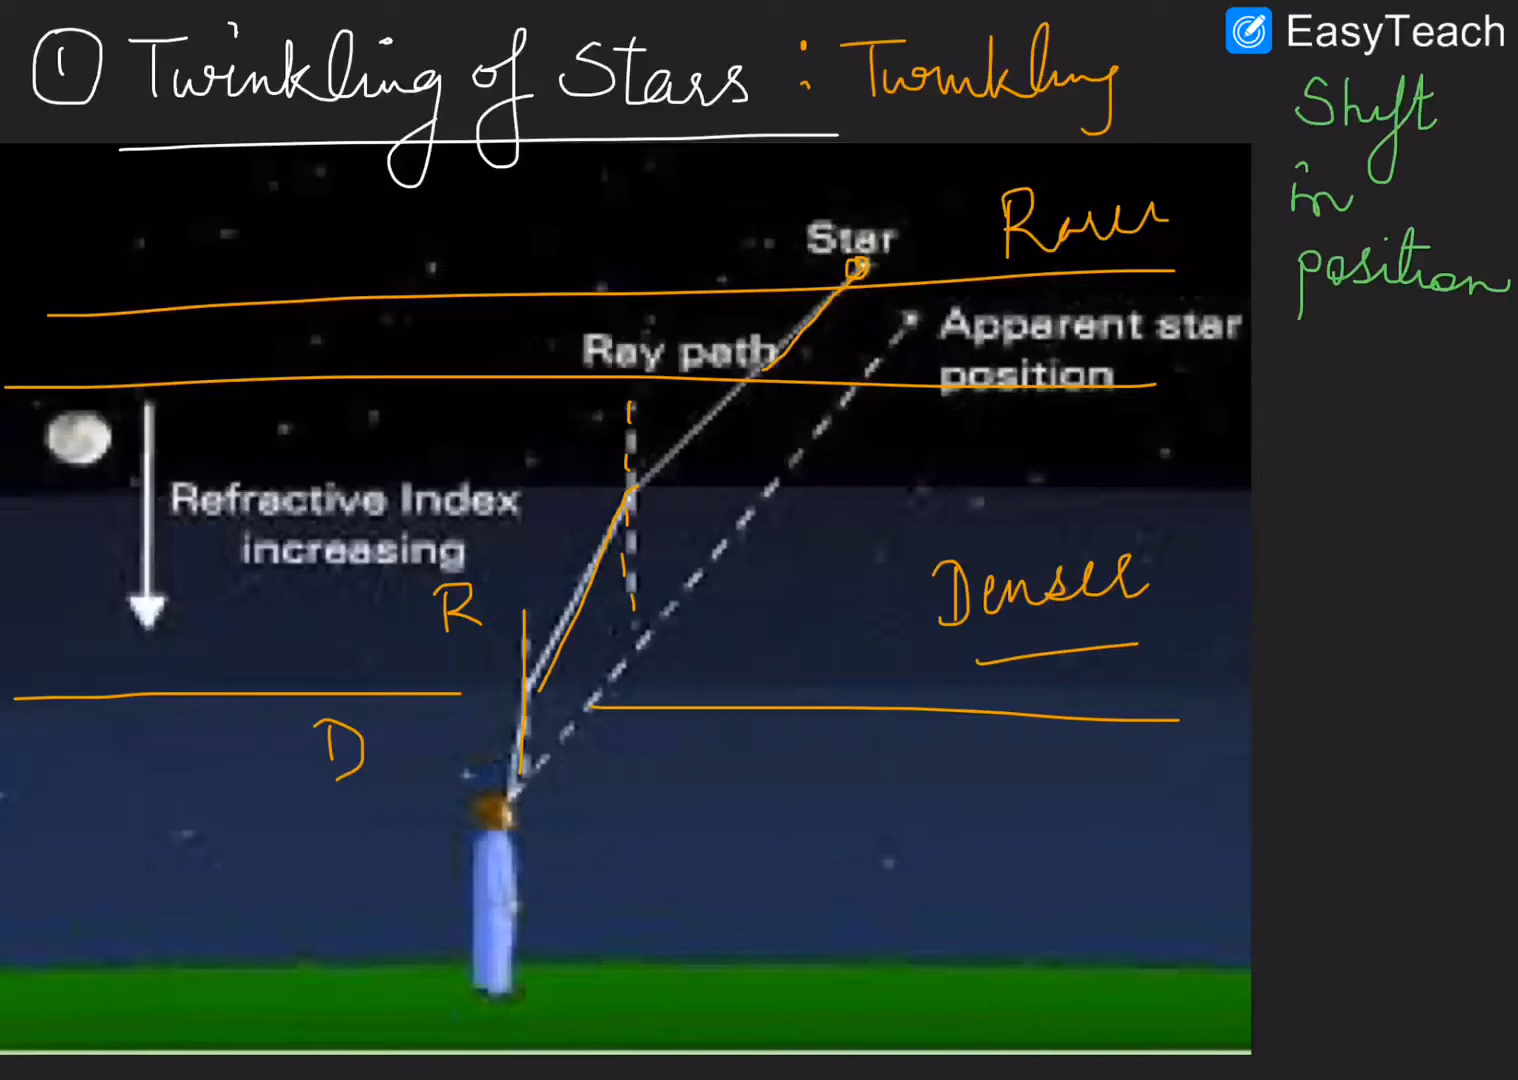 ① Twinkling of Stars : Twinkling
EasyTeach
Shift
in
position
Rarer
Star
Ray path
Apparent star
position
Refractive Index
increasing
R
Denser
D